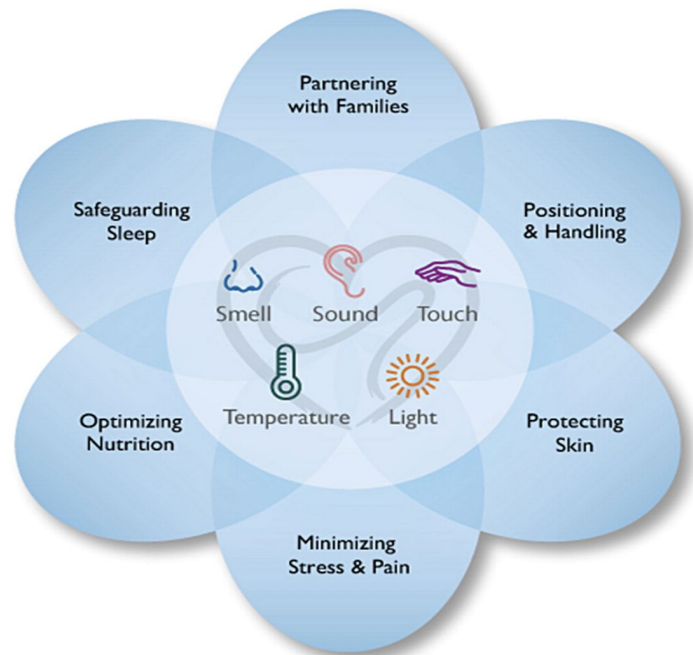 Partnering
with Families
Safeguarding
Sleep
Positioning
& Handling
Smell
Sound
Touch
Temperature
Light
Optimizing
Nutrition
Protecting
Skin
Minimizing
Stress & Pain